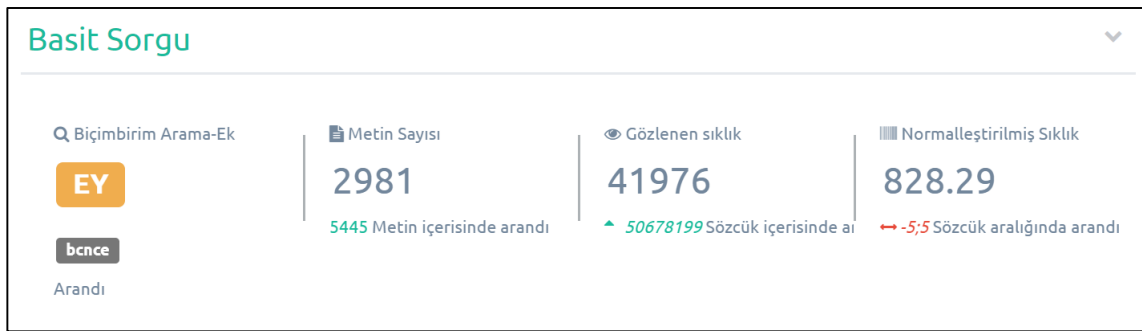 Basit Sorgu
Biçimbirim Arama-Ek
EY
bcnce
Arandı
Metin Sayısı
2981
5445 Metin içerisinde arandı
Gözlenen sıklık
41976
50678199 Sözcük içerisinde ar
Normalleştirilmiş Sıklık
828.29
-5;5 Sözcük aralığında arandı